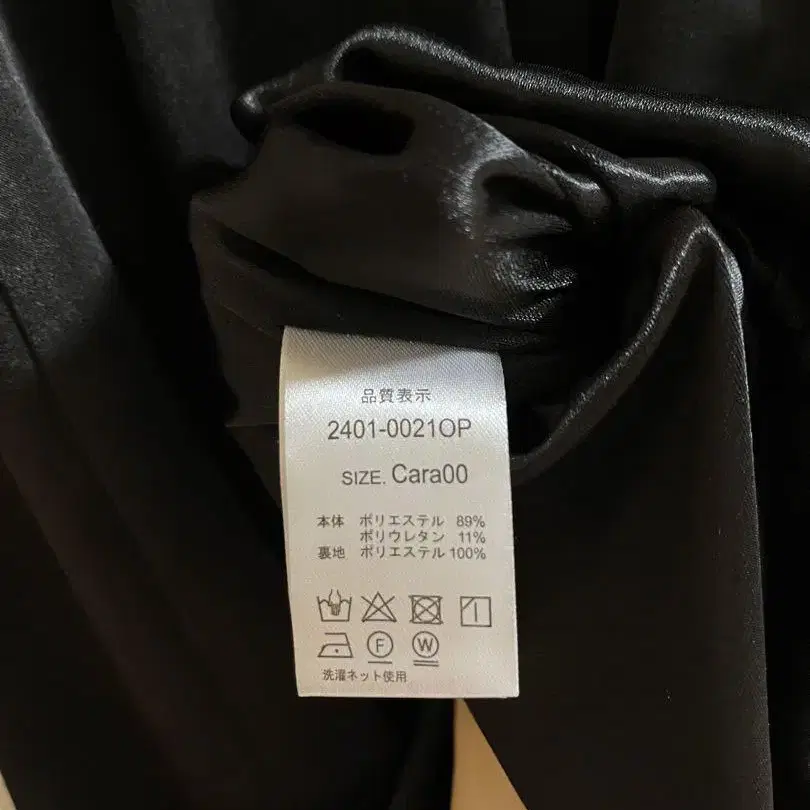 品質表示
2401-0021OP
SIZE. Cara00
本体 ポリエステル 89%
ポリウレタン 11%
裏地 ポリエステル 100%
F W
洗濯ネット使用